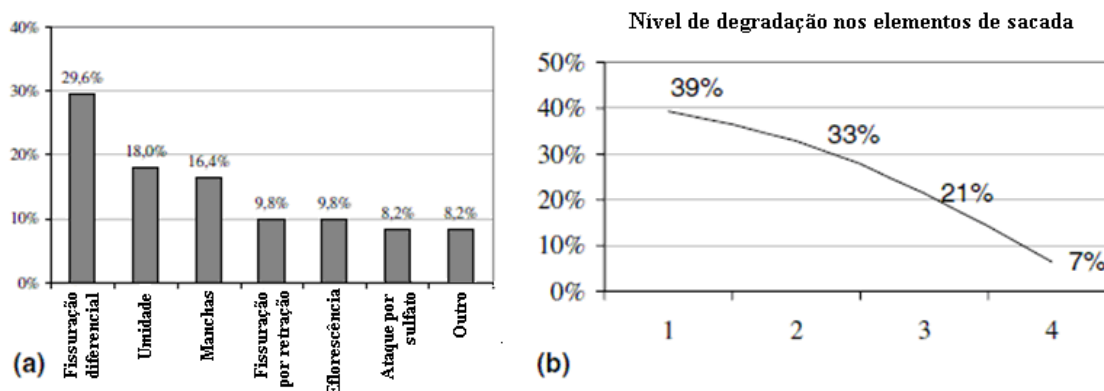 40%
30%
20%
10%
0%
29,6%
18,0%
16,4%
9,8%
9,8%
8,2%
8,2%
Fissuração
diferencial
Umidade
Manchas
Fissuração
por retração
Eflorescência
Ataque por
sulfato
Outro
(a)
Nível de degradação nos elementos de sacada
50%
40%
30%
20%
10%
0%
39%
33%
21%
7%
1 2 3 4
(b)